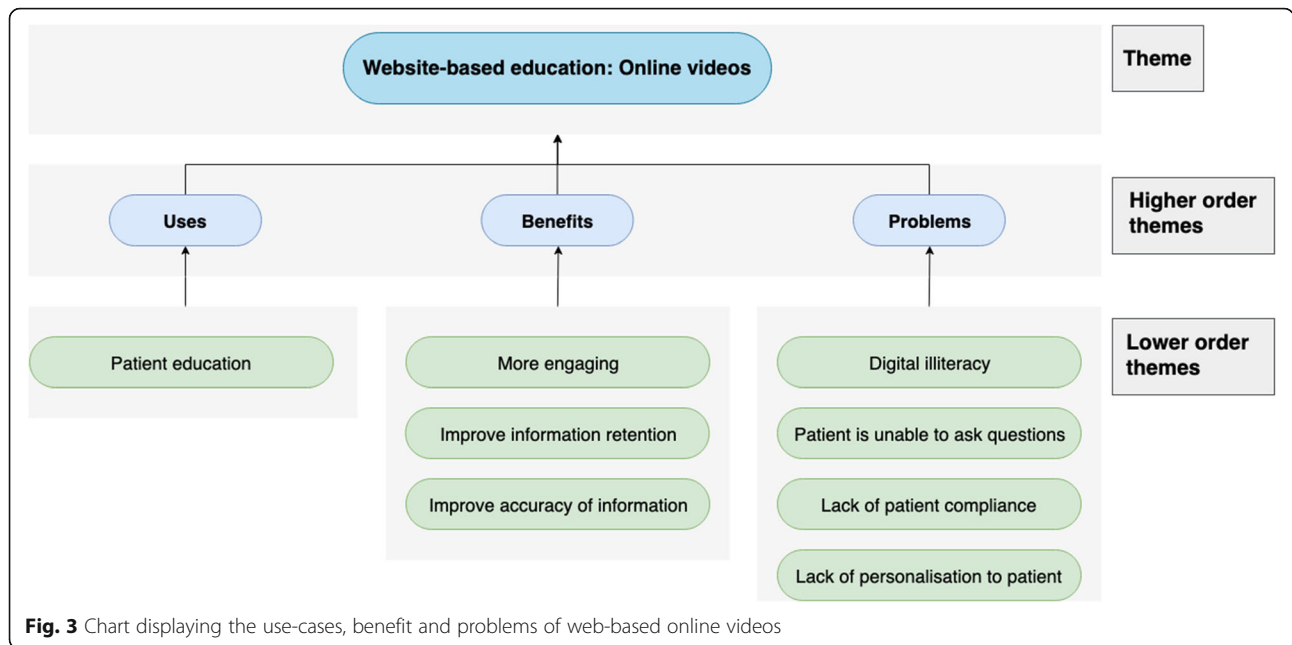 Website-based education: Online videos
Theme
Uses
Benefits
Problems
Higher order
themes
Patient education
More engaging
Improve information retention
Improve accuracy of information
Digital illiteracy
Patient is unable to ask questions
Lack of patient compliance
Lack of personalisation to patient
Lower order
themes
Fig. 3 Chart displaying the use-cases, benefit and problems of web-based online videos